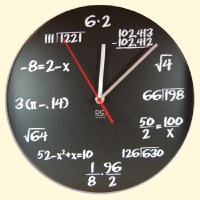 6·2
102,413
-102,412
√4
66⟌198
50/2 = 100/x
126⟌630
1/8 · 96/2
52-x²+x=10
√64
3(π-.14)
-8=2-x
111⟌1221